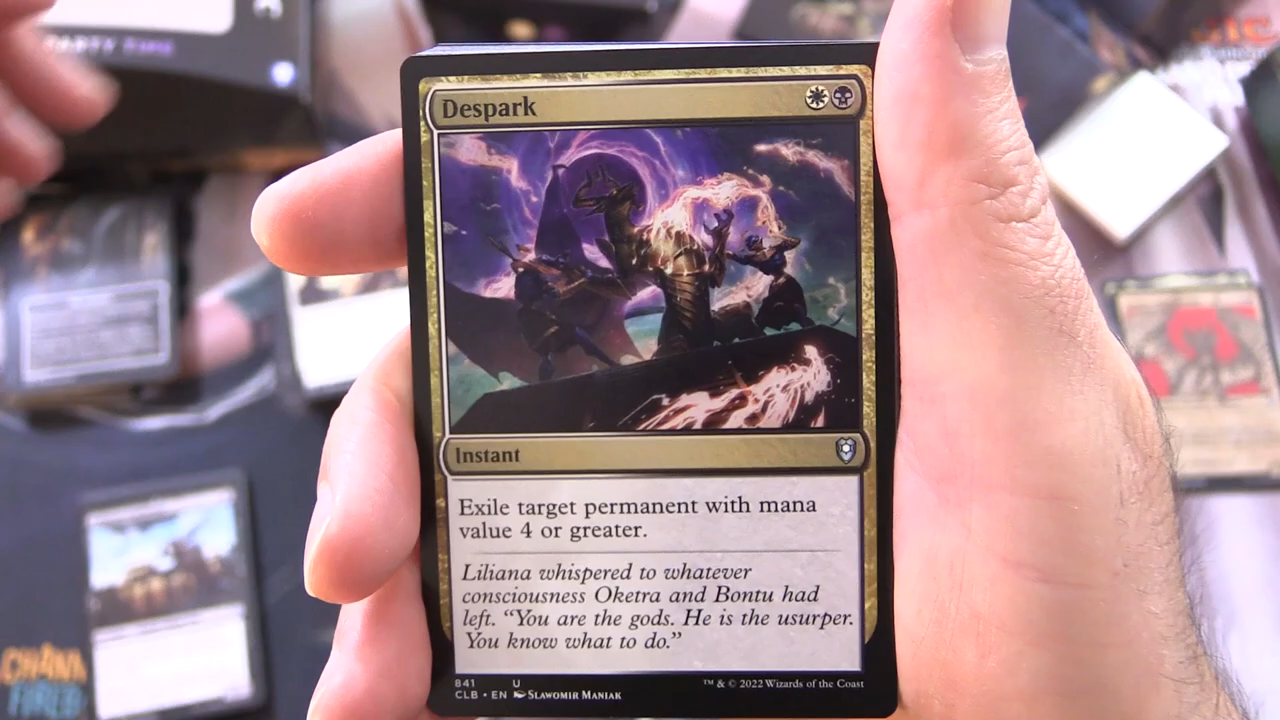 PARTY TIME
Despark
Instant
Exile target permanent with mana
value 4 or greater.
Liliana whispered to whatever
consciousness Oketra and Bontu had
left. “You are the gods. He is the usurper.
You know what to do.”
841 U
CLB • EN SLAWOMIR MANIAK
™ & © 2022 Wizards of the Coast